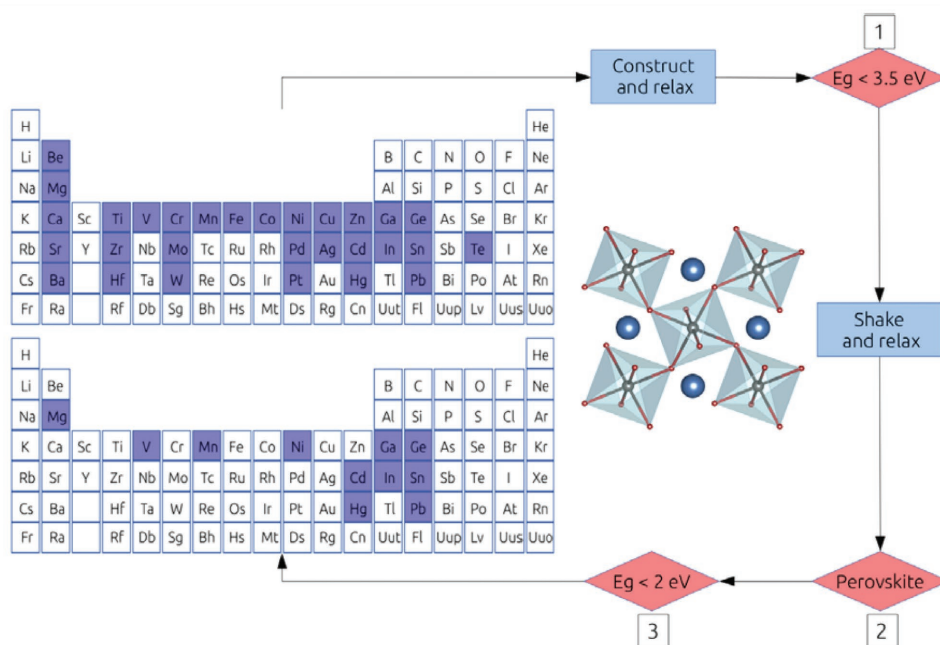 1
Construct
and relax
Eg < 3.5 eV
H He
Li Be B C N O F Ne
Na Mg Al Si P S Cl Ar
K Ca Sc Ti V Cr Mn Fe Co Ni Cu Zn Ga Ge As Se Br Kr
Rb Sr Y Zr Nb Mo Tc Ru Rh Pd Ag Cd In Sn Sb Te I Xe
Cs Ba Hf Ta W Re Os Ir Pt Au Hg Tl Pb Bi Po At Rn
Fr Ra Rf Db Sg Bh Hs Mt Ds Rg Cn Uut Fl Uup Lv Uus Uuo
Shake
and relax
H He
Li Be B C N O F Ne
Na Mg Al Si P S Cl Ar
K Ca Sc Ti V Cr Mn Fe Co Ni Cu Zn Ga Ge As Se Br Kr
Rb Sr Y Zr Nb Mo Tc Ru Rh Pd Ag Cd In Sn Sb Te I Xe
Cs Ba Hf Ta W Re Os Ir Pt Au Hg Tl Pb Bi Po At Rn
Fr Ra Rf Db Sg Bh Hs Mt Ds Rg Cn Uut Fl Uup Lv Uus Uuo
Eg < 2 eV
Perovskite
3
2